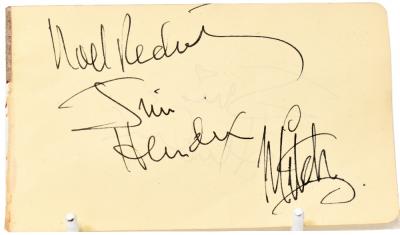 Noel Redding
Jimi
Hendrix
Mitch